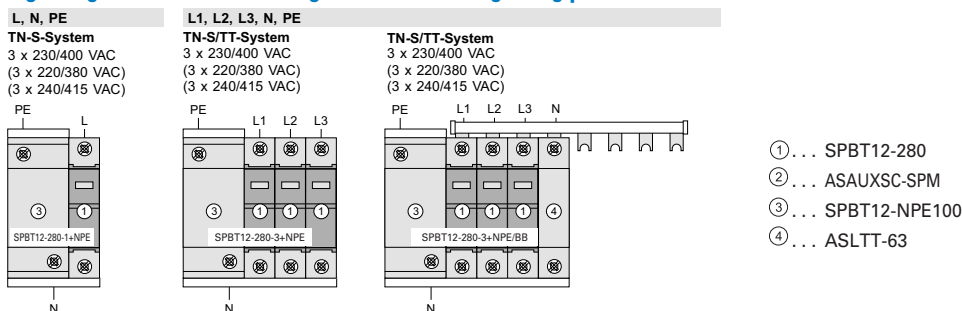 L, N, PE
TN-S-System
3 x 230/400 VAC
(3 x 220/380 VAC)
(3 x 240/415 VAC)
PE
L
3
1
SPBT12-280-1+NPE
N
L1, L2, L3, N, PE
TN-S/TT-System
3 x 230/400 VAC
(3 x 220/380 VAC)
(3 x 240/415 VAC)
PE
L1 L2 L3
3 1 1 1
SPBT12-280-3+NPE
N
TN-S/TT-System
3 x 230/400 VAC
(3 x 220/380 VAC)
(3 x 240/415 VAC)
PE
L1 L2 L3 N
3 1 1 1 4
SPBT12-280-3+NPE/BB
N
1 . . . SPBT12-280
2 . . . ASAUXSC-SPM
3 . . . SPBT12-NPE100
4 . . . ASLTT-63